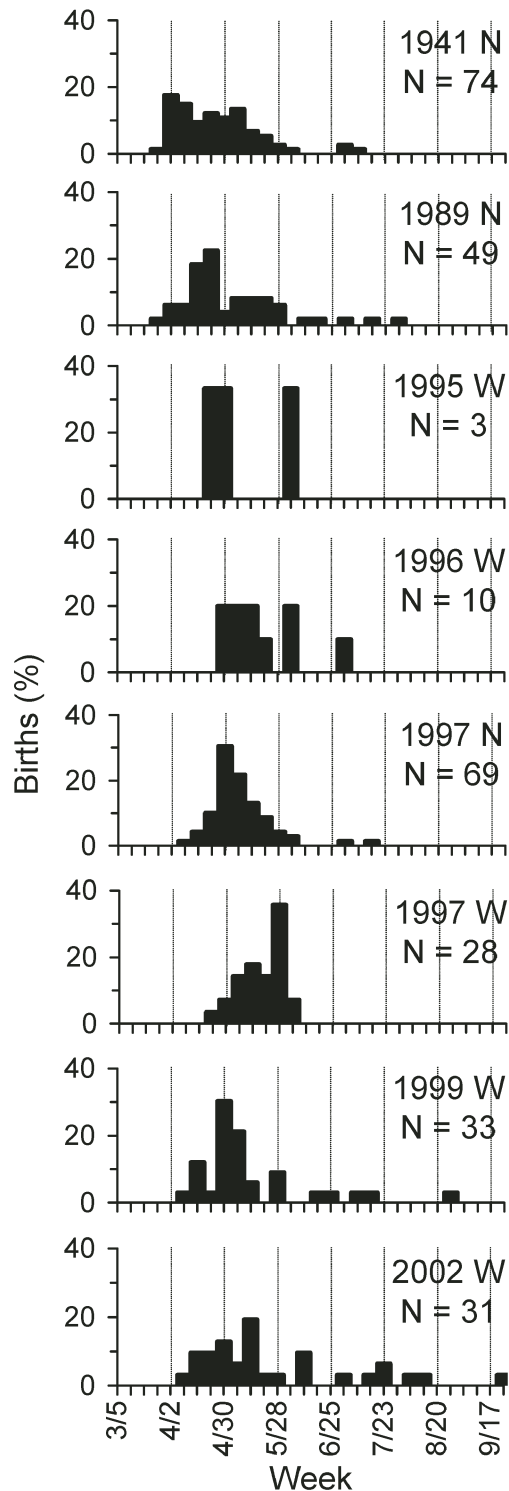 40
1941 N
N = 74
20
0
40
1989 N
N = 49
20
0
40
1995 W
N = 3
20
0
40
1996 W
N = 10
20
0
Births (%)
40
1997 N
N = 69
20
0
40
1997 W
N = 28
20
0
40
1999 W
N = 33
20
0
40
2002 W
N = 31
20
0
3/5 4/2 4/30 5/28 6/25 7/23 8/20 9/17
Week